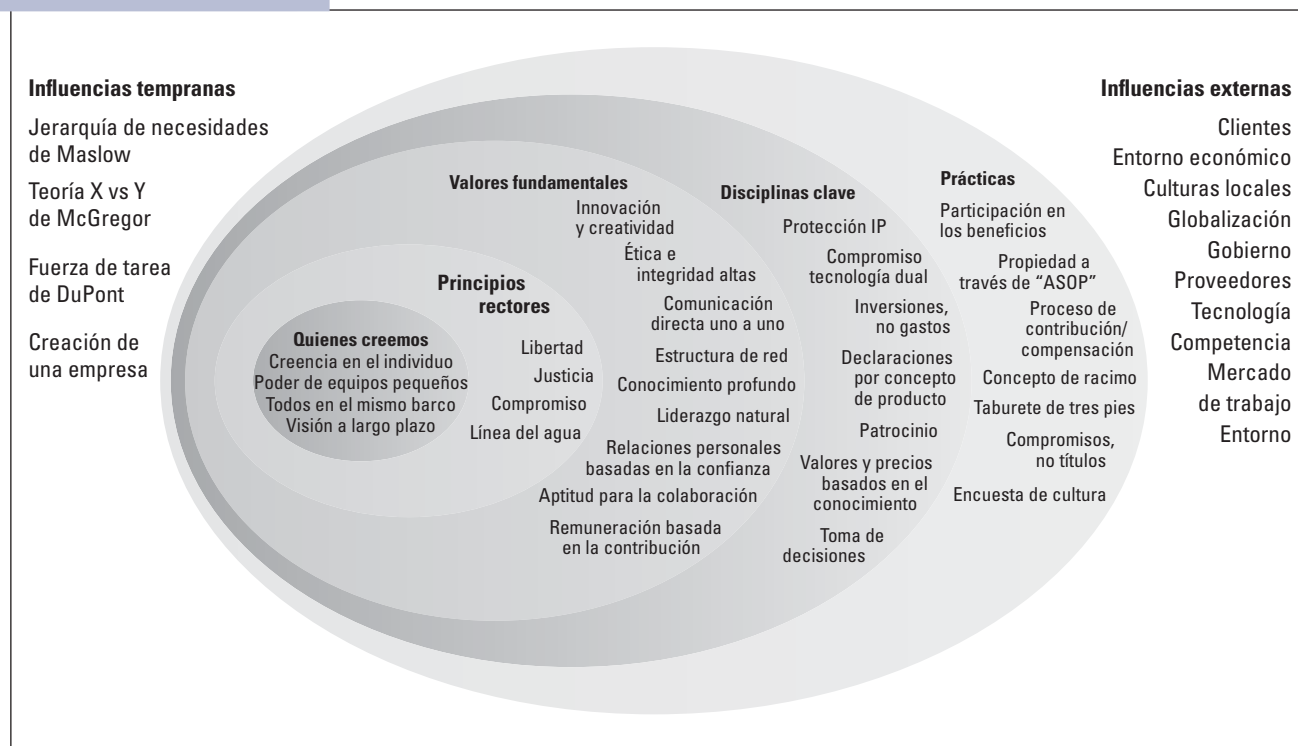 Influencias tempranas
Jerarquía de necesidades
de Maslow
Teoría X vs Y
de McGregor
Fuerza de tarea
de DuPont
Creación de
una empresa
Quienes creemos
Creencia en el individuo
Poder de equipos pequeños
Todos en el mismo barco
Visión a largo plazo
Principios
rectores
Libertad
Justicia
Compromiso
Línea del agua
Valores fundamentales
Innovación
y creatividad
Ética e
integridad altas
Comunicación
directa uno a uno
Estructura de red
Conocimiento profundo
Liderazgo natural
Relaciones personales
basadas en la confianza
Aptitud para la colaboración
Remuneración basada
en la contribución
Disciplinas clave
Protección IP
Compromiso
tecnología dual
Inversiones,
no gastos
Declaraciones
por concepto
de producto
Patrocinio
Valores y precios
basados en el
conocimiento
Toma de
decisiones
Prácticas
Participación en
los beneficios
Propiedad a
través de “ASOP”
Proceso de
contribución/
compensación
Concepto de racimo
Taburete de tres pies
Compromisos,
no títulos
Encuesta de cultura
Influencias externas
Clientes
Entorno económico
Culturas locales
Globalización
Gobierno
Proveedores
Tecnología
Competencia
Mercado
de trabajo
Entorno